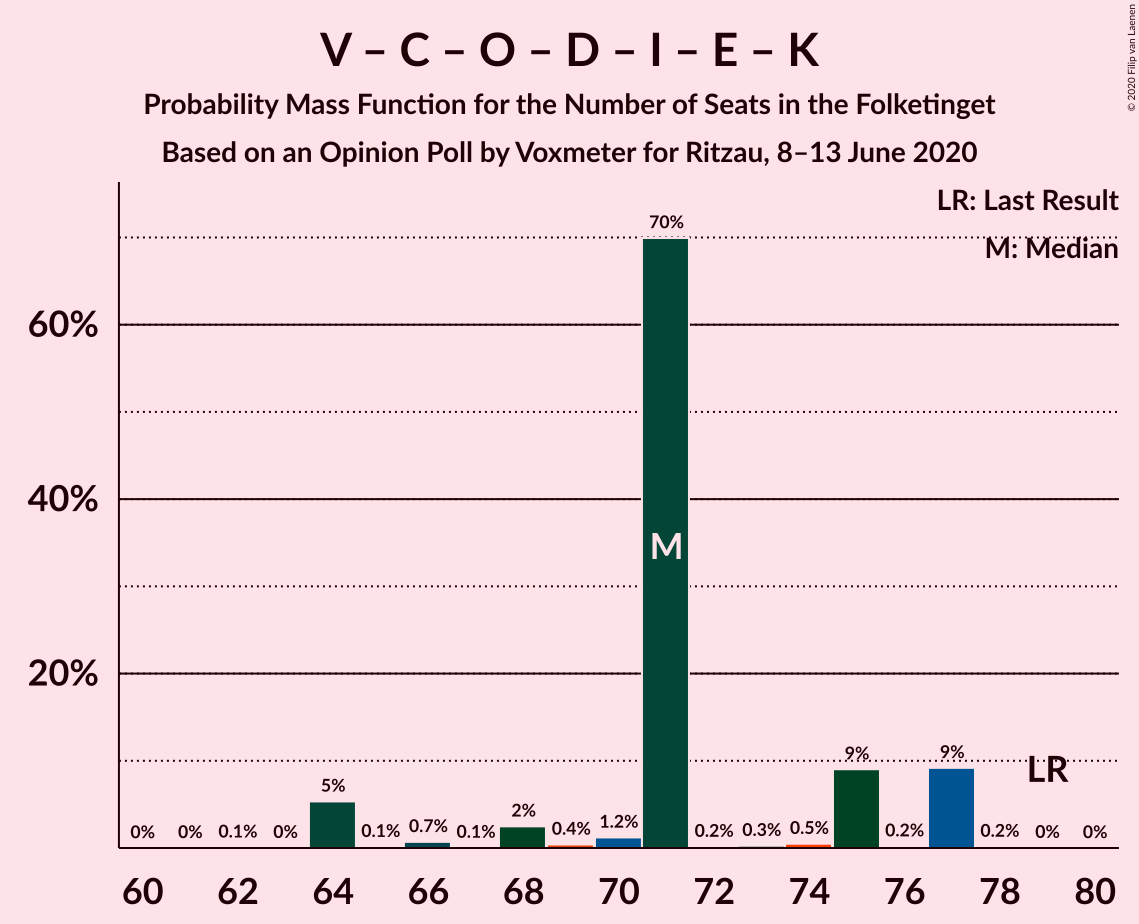 V – C – O – D – I – E – K
Probability Mass Function for the Number of Seats in the Folketinget
Based on an Opinion Poll by Voxmeter for Ritzau, 8–13 June 2020
© 2020 Filip van Laenen
LR: Last Result
M: Median
60%
40%
20%
0%
0%
0.1%
0%
5%
0.1%
0.7%
0.1%
2%
0.4%
1.2%
70%
M
0.2%
0.3%
0.5%
9%
0.2%
9%
0.2%
0%
LR
0%
60 62 64 66 68 70 72 74 76 78 80